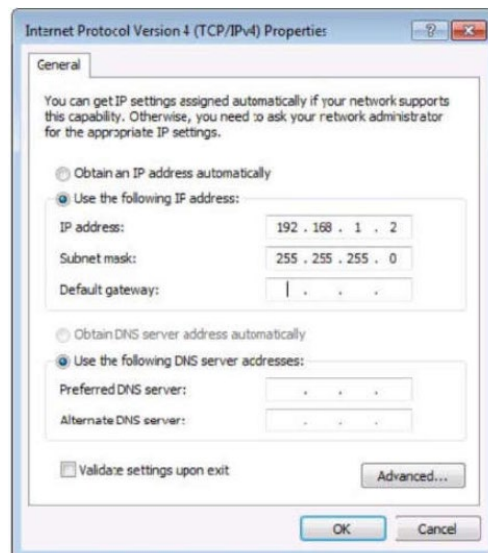 Internet Protocol Version 4 (TCP/IPv4) Properties
General
You can get IP settings assigned automatically if your network supports
this capability. Otherwise, you need to ask your network administrator
for the appropriate IP settings.
Obtain an IP address automatically
Use the following IP address:
IP address: 192 . 168 . 1 . 2
Subnet mask: 255 . 255 . 255 . 0
Default gateway: . . .
Obtain DNS server address automatically
Use the following DNS server addresses:
Preferred DNS server: . . .
Alternate DNS server: . . .
Validate settings upon exit
Advanced...
OK Cancel